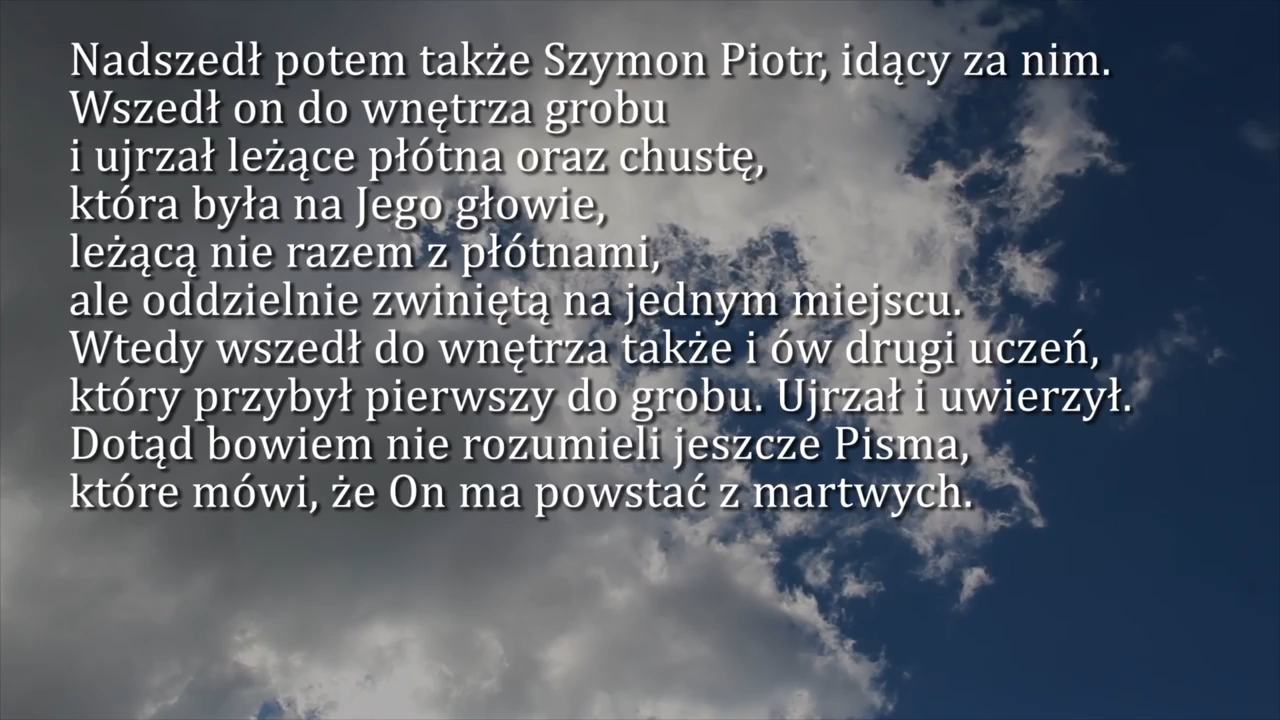 Nadszedł potem także Szymon Piotr, idący za nim.
Wszedł on do wnętrza grobu
i ujrzał leżące płótna oraz chustę,
która była na Jego głowie,
leżącą nie razem z płótnami,
ale oddzielnie zwiniętą na jednym miejscu.
Wtedy wszedł do wnętrza także i ów drugi uczeń,
który przybył pierwszy do grobu. Ujrzał i uwierzył.
Dotąd bowiem nie rozumieli jeszcze Pisma,
które mówi, że On ma powstać z martwych.